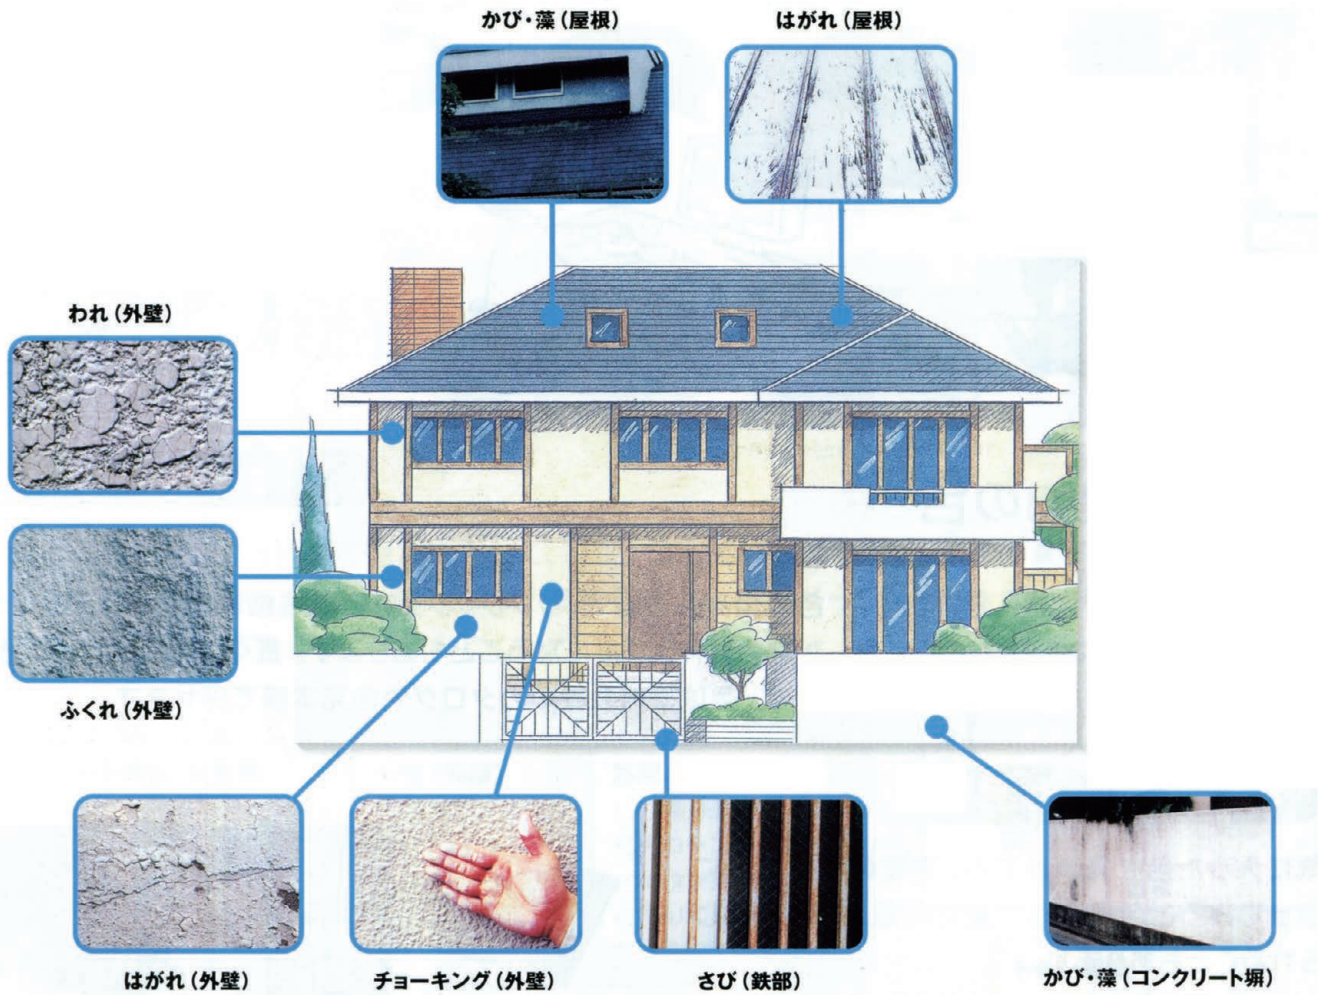 かび・藻（屋根）
はがれ（屋根）
われ（外壁）
ふくれ（外壁）
はがれ（外壁）
チョーキング（外壁）
さび（鉄部）
かび・藻（コンクリート塀）